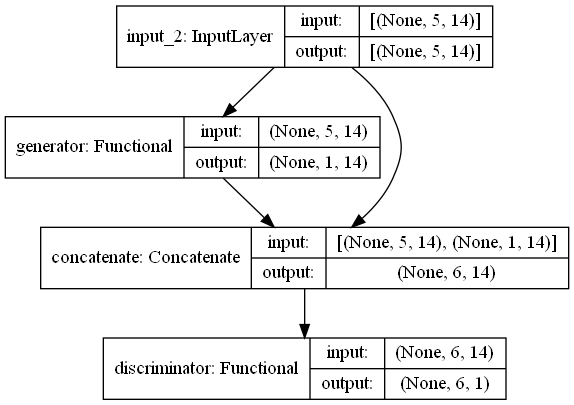 input_2: InputLayer
input: [(None, 5, 14)]
output: [(None, 5, 14)]
generator: Functional
input: (None, 5, 14)
output: (None, 1, 14)
concatenate: Concatenate
input: [(None, 5, 14), (None, 1, 14)]
output: (None, 6, 14)
discriminator: Functional
input: (None, 6, 14)
output: (None, 6, 1)